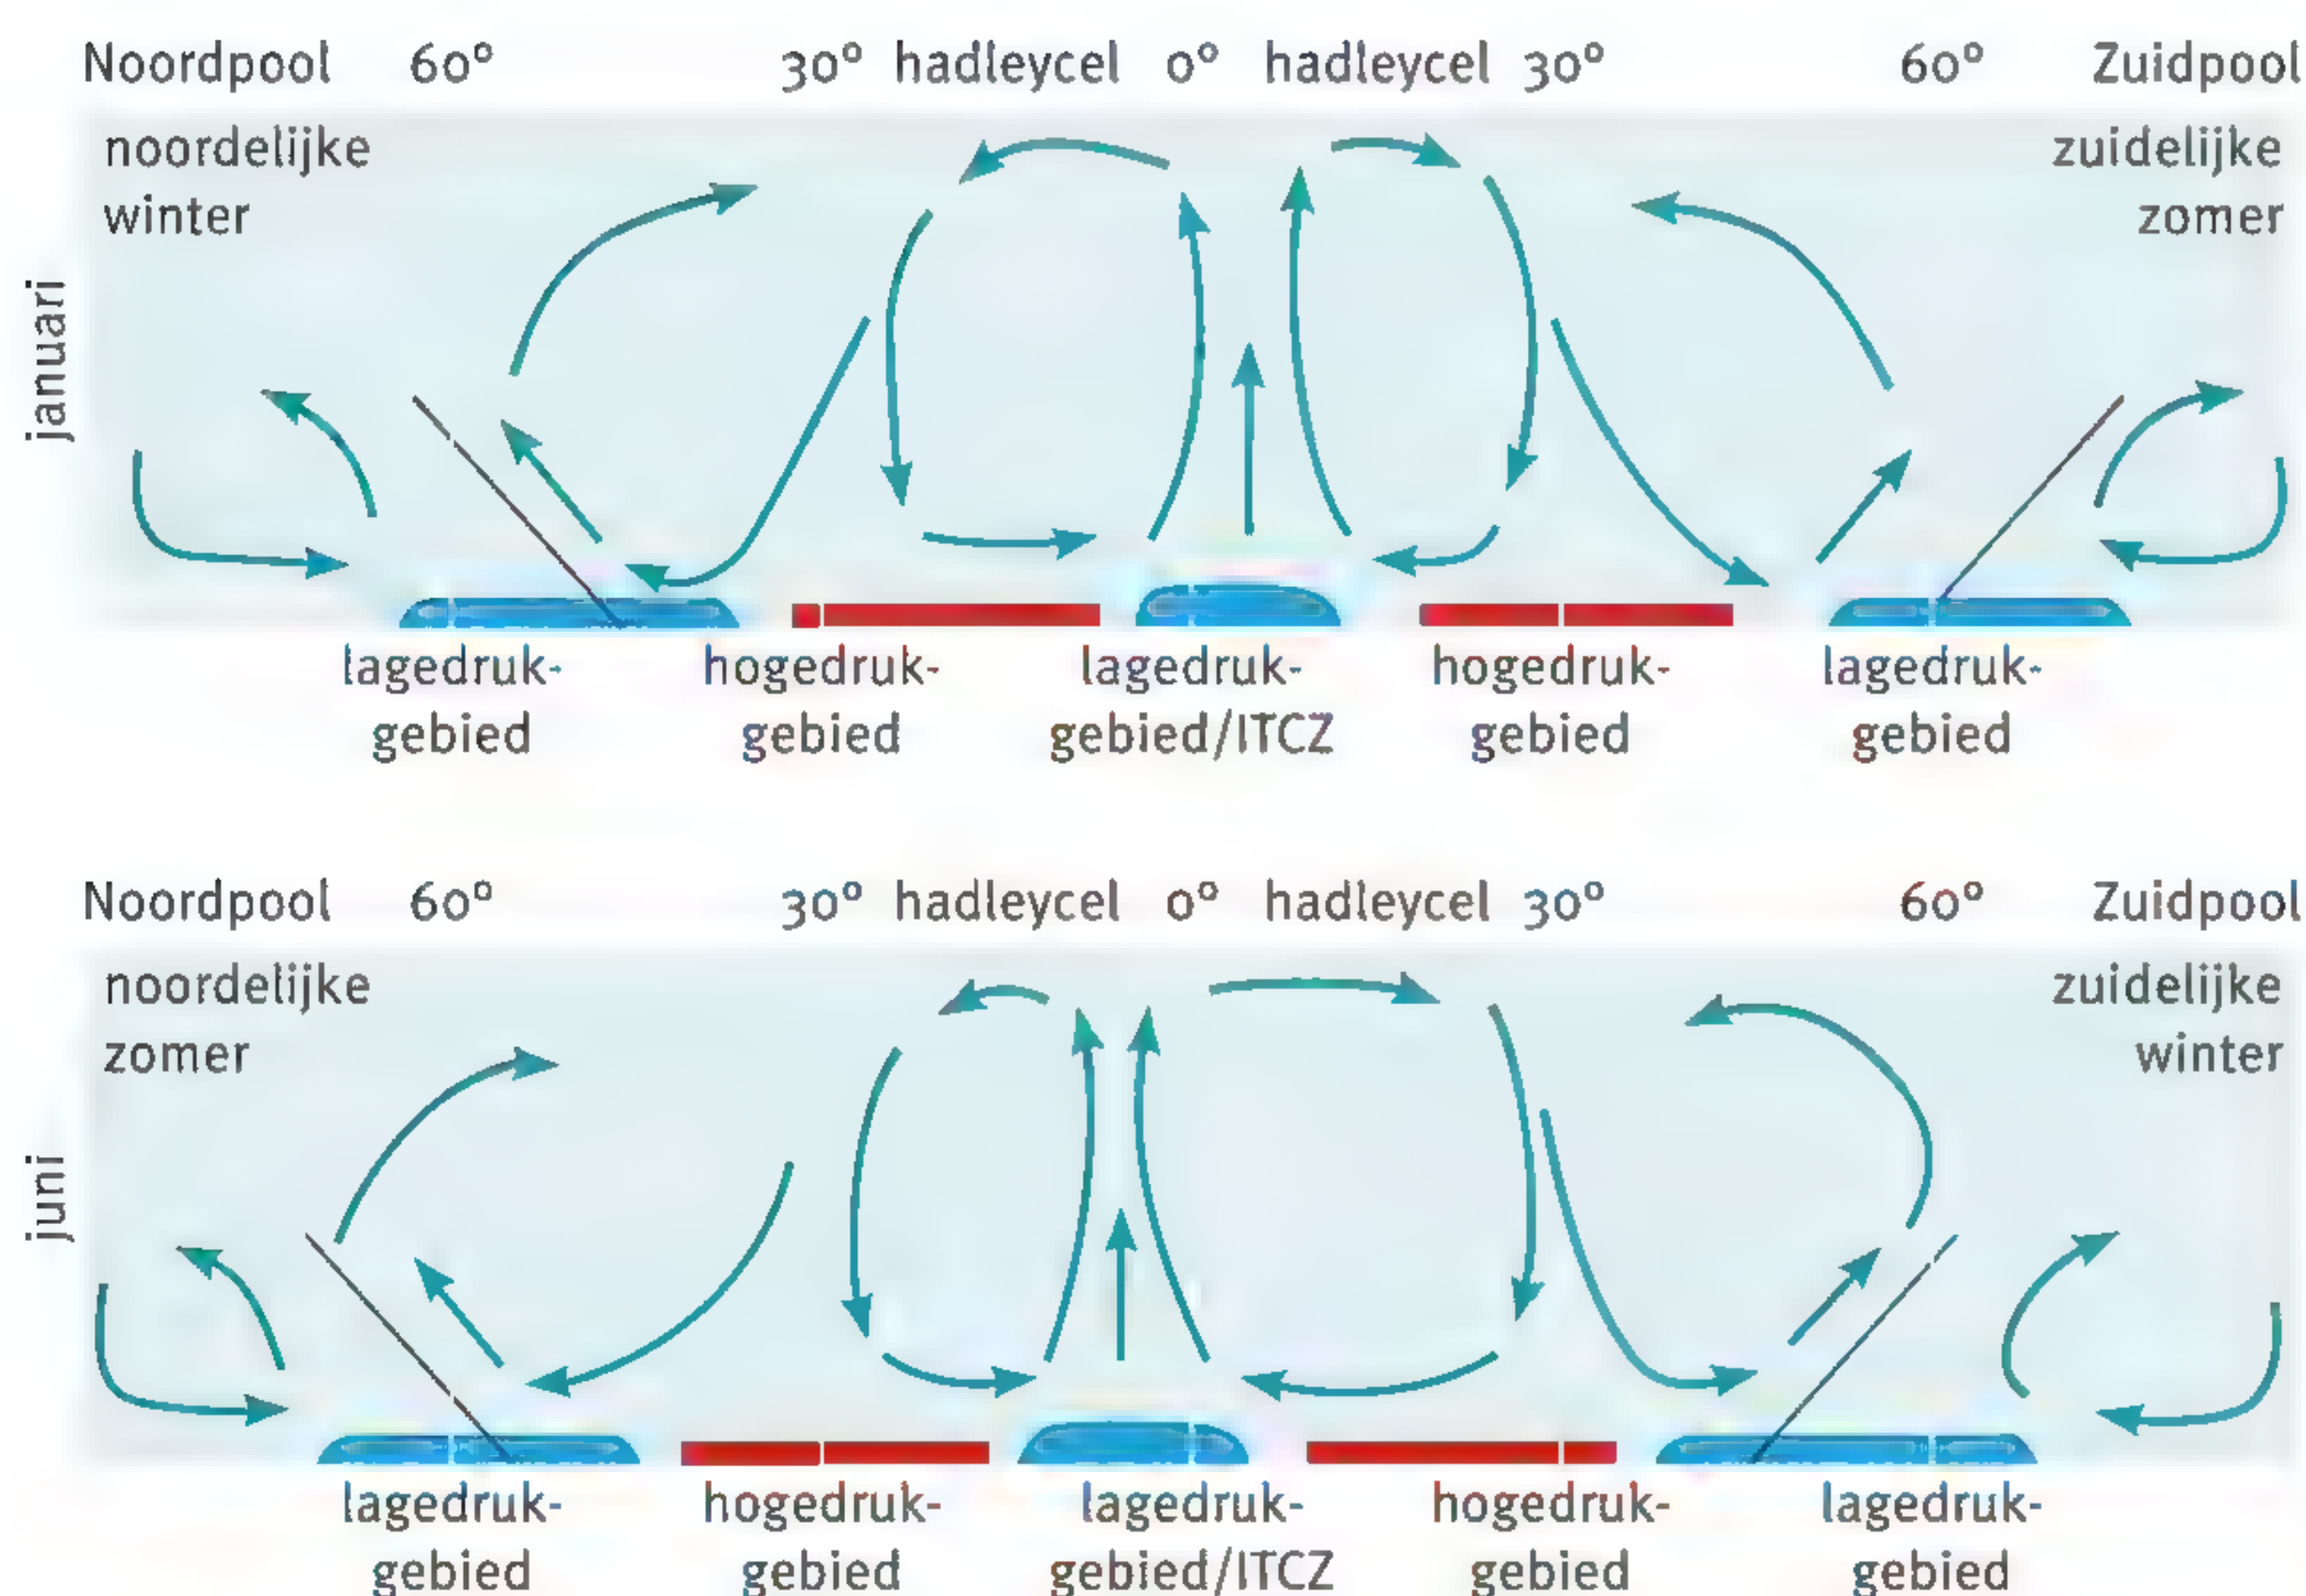 Noordpool 60° 30° hadleycel 0° hadleycel 30° 60° Zuidpool
noordelijke zuidelijke
winter zomer
januari
lagedruk- hogedruk- lagedruk- hogedruk- lagedruk-
gebied gebied gebied/ITCZ gebied gebied
Noordpool 60° 30° hadleycel 0° hadleycel 30° 60° Zuidpool
noordelijke zuidelijke
zomer winter
juni
lagedruk- hogedruk- lagedruk- hogedruk- lagedruk-
gebied gebied gebied/ITCZ gebied gebied